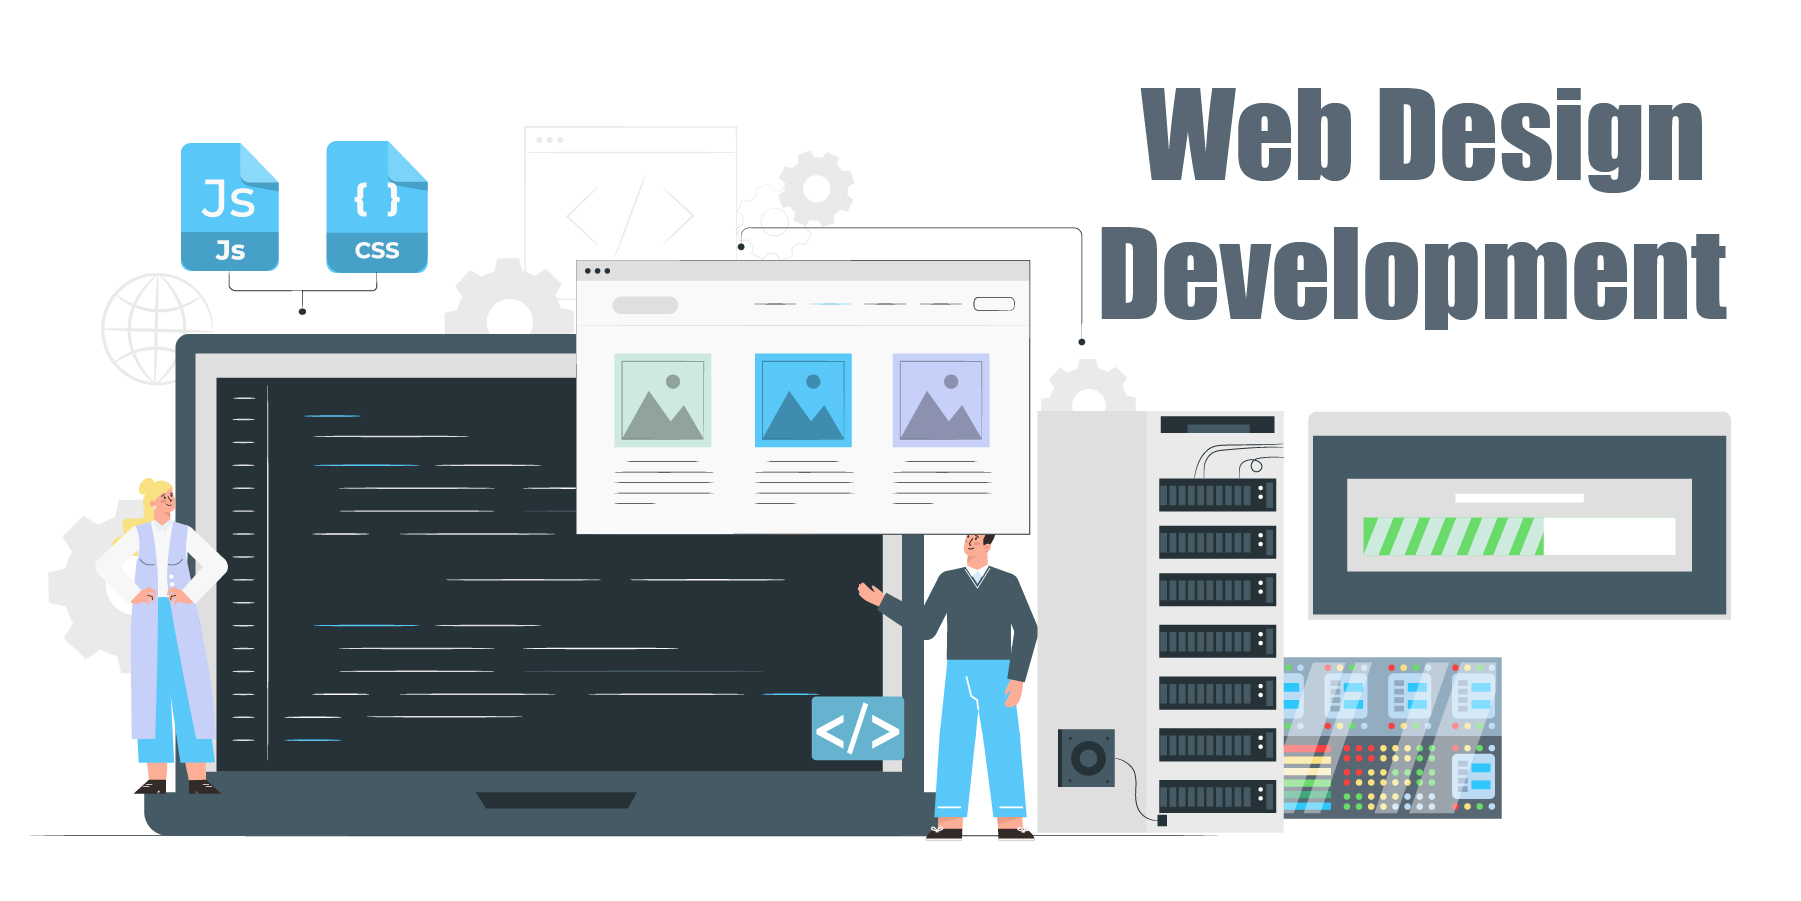 Web Design
Development
Js
Js
{ }
CSS
</>